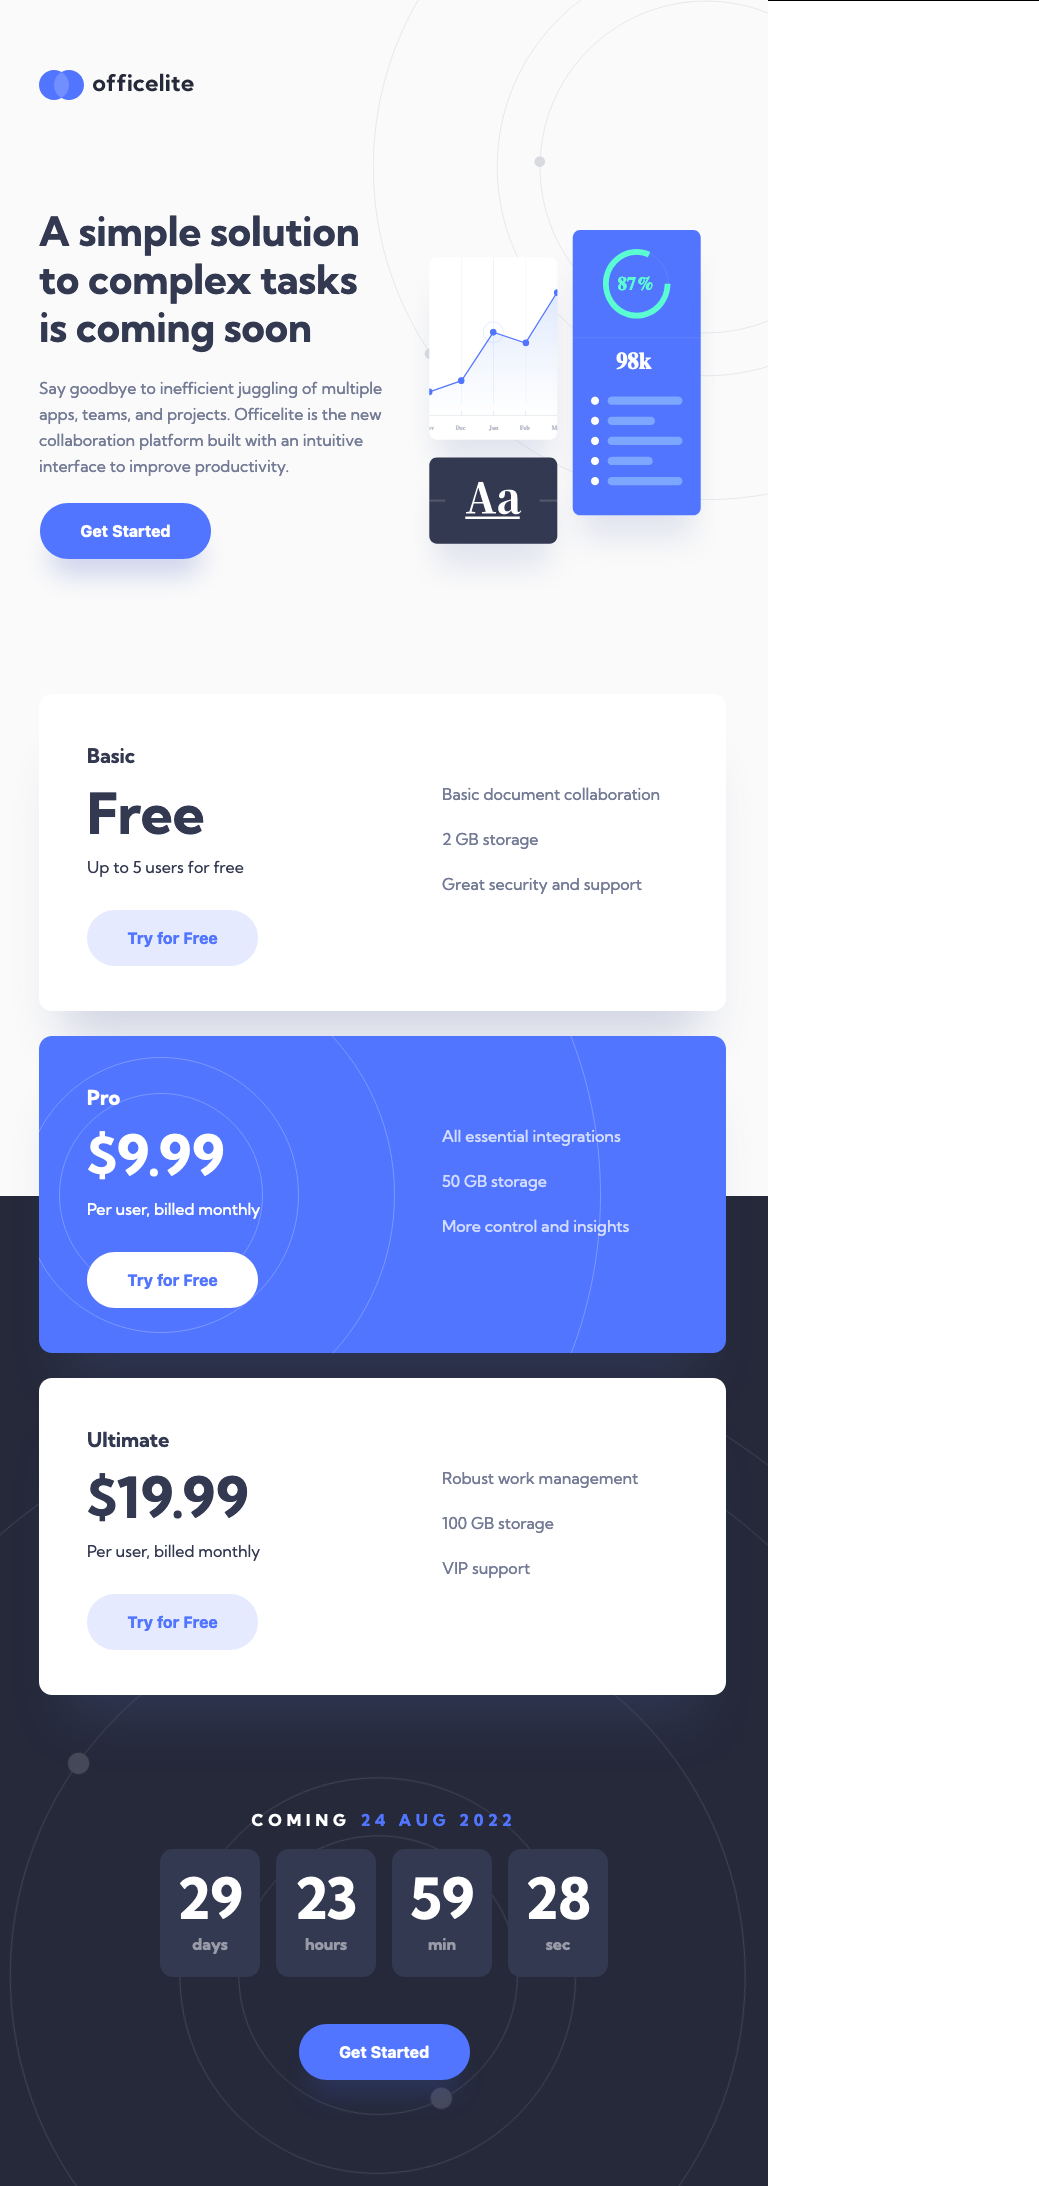 officelite
A simple solution
to complex tasks
is coming soon
Say goodbye to inefficient juggling of multiple
apps, teams, and projects. Officelite is the new
collaboration platform built with an intuitive
interface to improve productivity.
Get Started
87%
98k
Dec Jan Feb
Aa
Basic
Free
Up to 5 users for free
Try for Free
Basic document collaboration
2 GB storage
Great security and support
Pro
$9.99
Per user, billed monthly
Try for Free
All essential integrations
50 GB storage
More control and insights
Ultimate
$19.99
Per user, billed monthly
Try for Free
Robust work management
100 GB storage
VIP support
COMING 24 AUG 2022
29 23 59 28
days hours min sec
Get Started